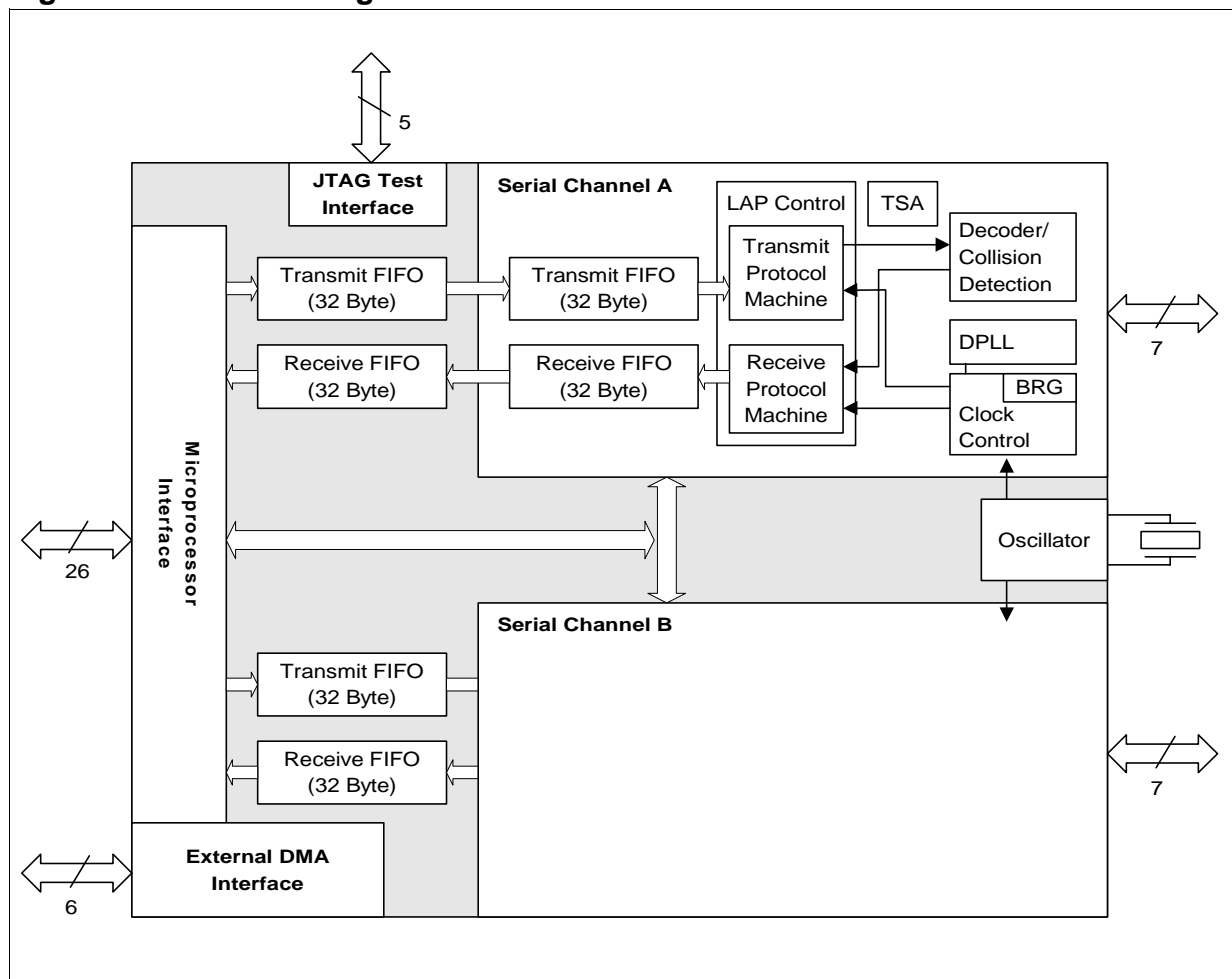 5
JTAG Test
Interface
Serial Channel A
LAP Control
TSA
Transmit
Protocol
Machine
Decoder/
Collision
Detection
Transmit FIFO
(32 Byte)
Transmit FIFO
(32 Byte)
7
DPLL
Receive FIFO
(32 Byte)
Receive FIFO
(32 Byte)
Receive
Protocol
Machine
BRG
Clock
Control
Microprocessor
Interface
26
Oscillator
Serial Channel B
Transmit FIFO
(32 Byte)
Receive FIFO
(32 Byte)
7
External DMA
Interface
6